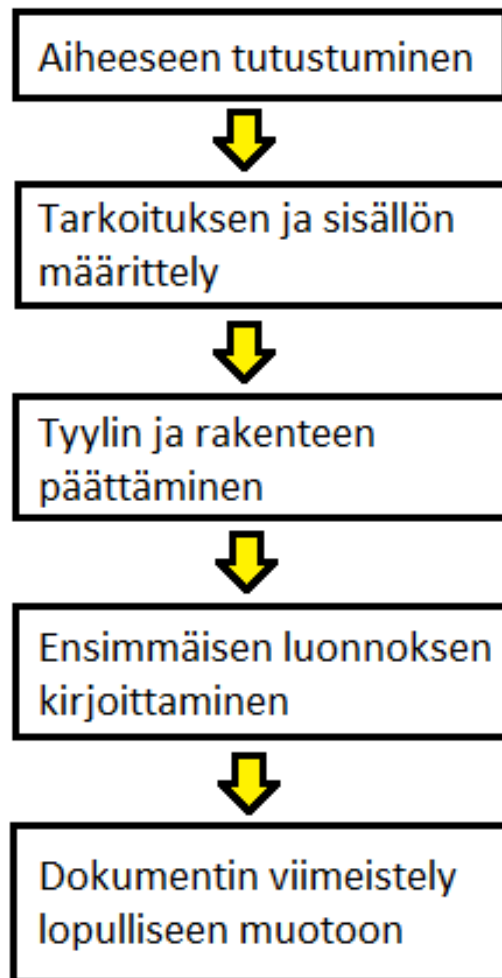 Aiheeseen tutustuminen
Tarkoituksen ja sisällön
määrittely
Tyylin ja rakenteen
päättäminen
Ensimmäisen luonnoksen
kirjoittaminen
Dokumentin viimeistely
lopulliseen muotoon